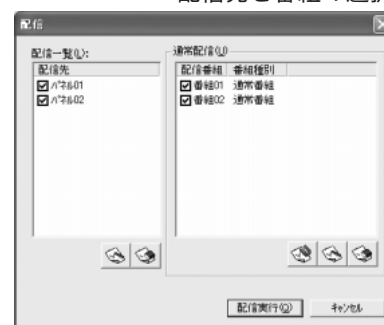 配信先と番組の選択
配信
配信一覧(L):
配信先
パネル01
パネル02
通常配信(U)
配信番組 番組種別
番組01 通常番組
番組02 通常番組
配信実行(O)
キャンセル